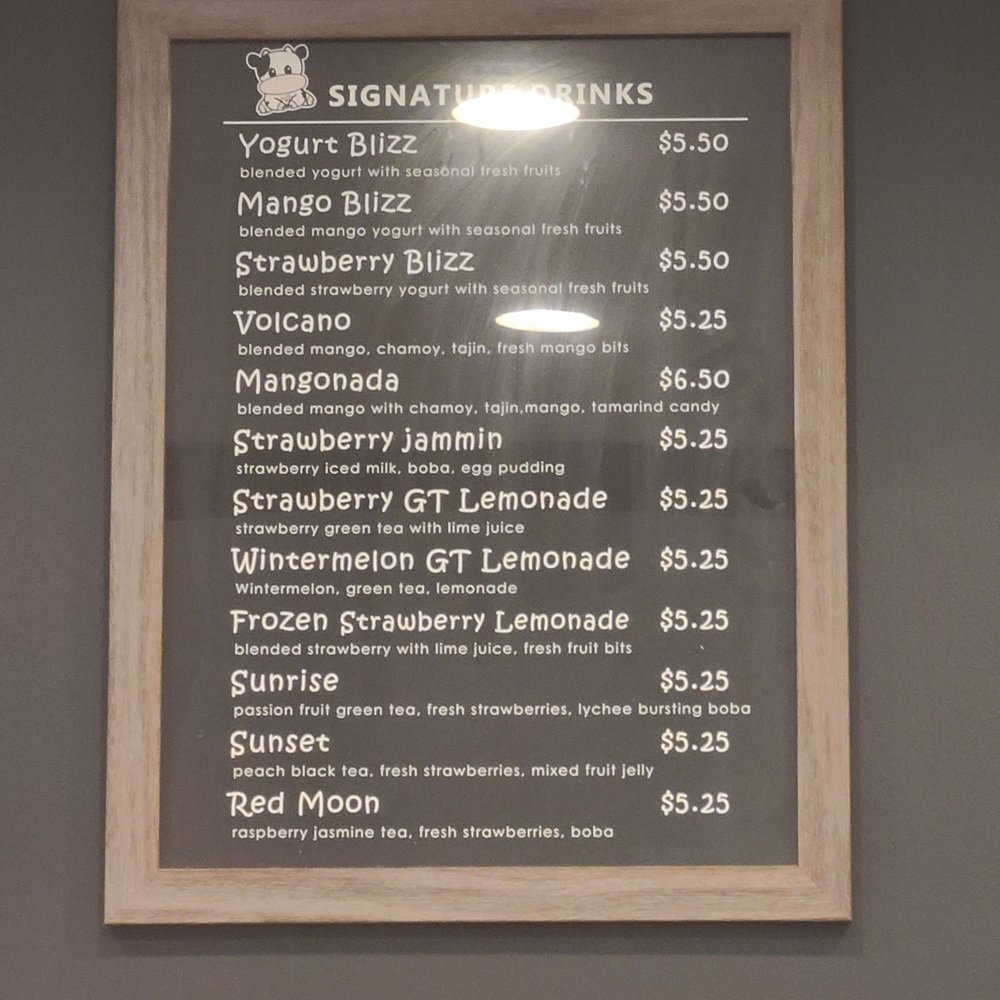 SIGNATURE DRINKS
Yogurt Blizz $5.50
blended yogurt with seasonal fresh fruits
Mango Blizz $5.50
blended mango yogurt with seasonal fresh fruits
Strawberry Blizz $5.50
blended strawberry yogurt with seasonal fresh fruits
Volcano $5.25
blended mango, chamoy, tajin, fresh mango bits
Mangonada $6.50
blended mango with chamoy, tajin,mango, tamarind candy
Strawberry jammin $5.25
strawberry iced milk, boba, egg pudding
Strawberry GT Lemonade $5.25
strawberry green tea with lime juice
Wintermelon GT Lemonade $5.25
Wintermelon, green tea, lemonade
Frozen Strawberry Lemonade $5.25
blended strawberry with lime juice, fresh fruit bits
Sunrise $5.25
passion fruit green tea, fresh strawberries, lychee bursting boba
Sunset $5.25
peach black tea, fresh strawberries, mixed fruit jelly
Red Moon $5.25
raspberry jasmine tea, fresh strawberries, boba